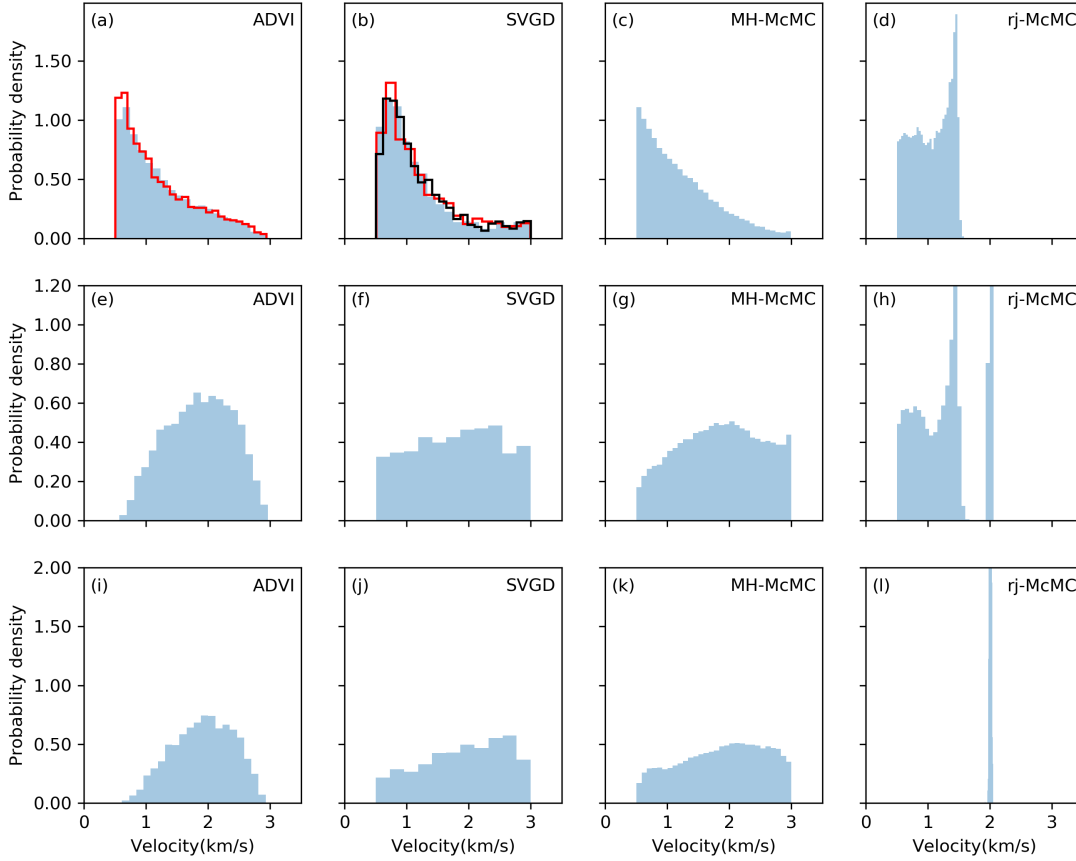 (a) ADVI
(b) SVGD
(c) MH-McMC
(d) rj-McMC
Probability density
1.50
1.00
0.50
0.00
(e) ADVI
(f) SVGD
(g) MH-McMC
(h) rj-McMC
Probability density
1.20
1.00
0.80
0.60
0.40
0.20
0.00
(i) ADVI
(j) SVGD
(k) MH-McMC
(l) rj-McMC
Probability density
2.00
1.50
1.00
0.50
0.00
0 1 2 3
0 1 2 3
0 1 2 3
0 1 2 3
Velocity(km/s)
Velocity(km/s)
Velocity(km/s)
Velocity(km/s)